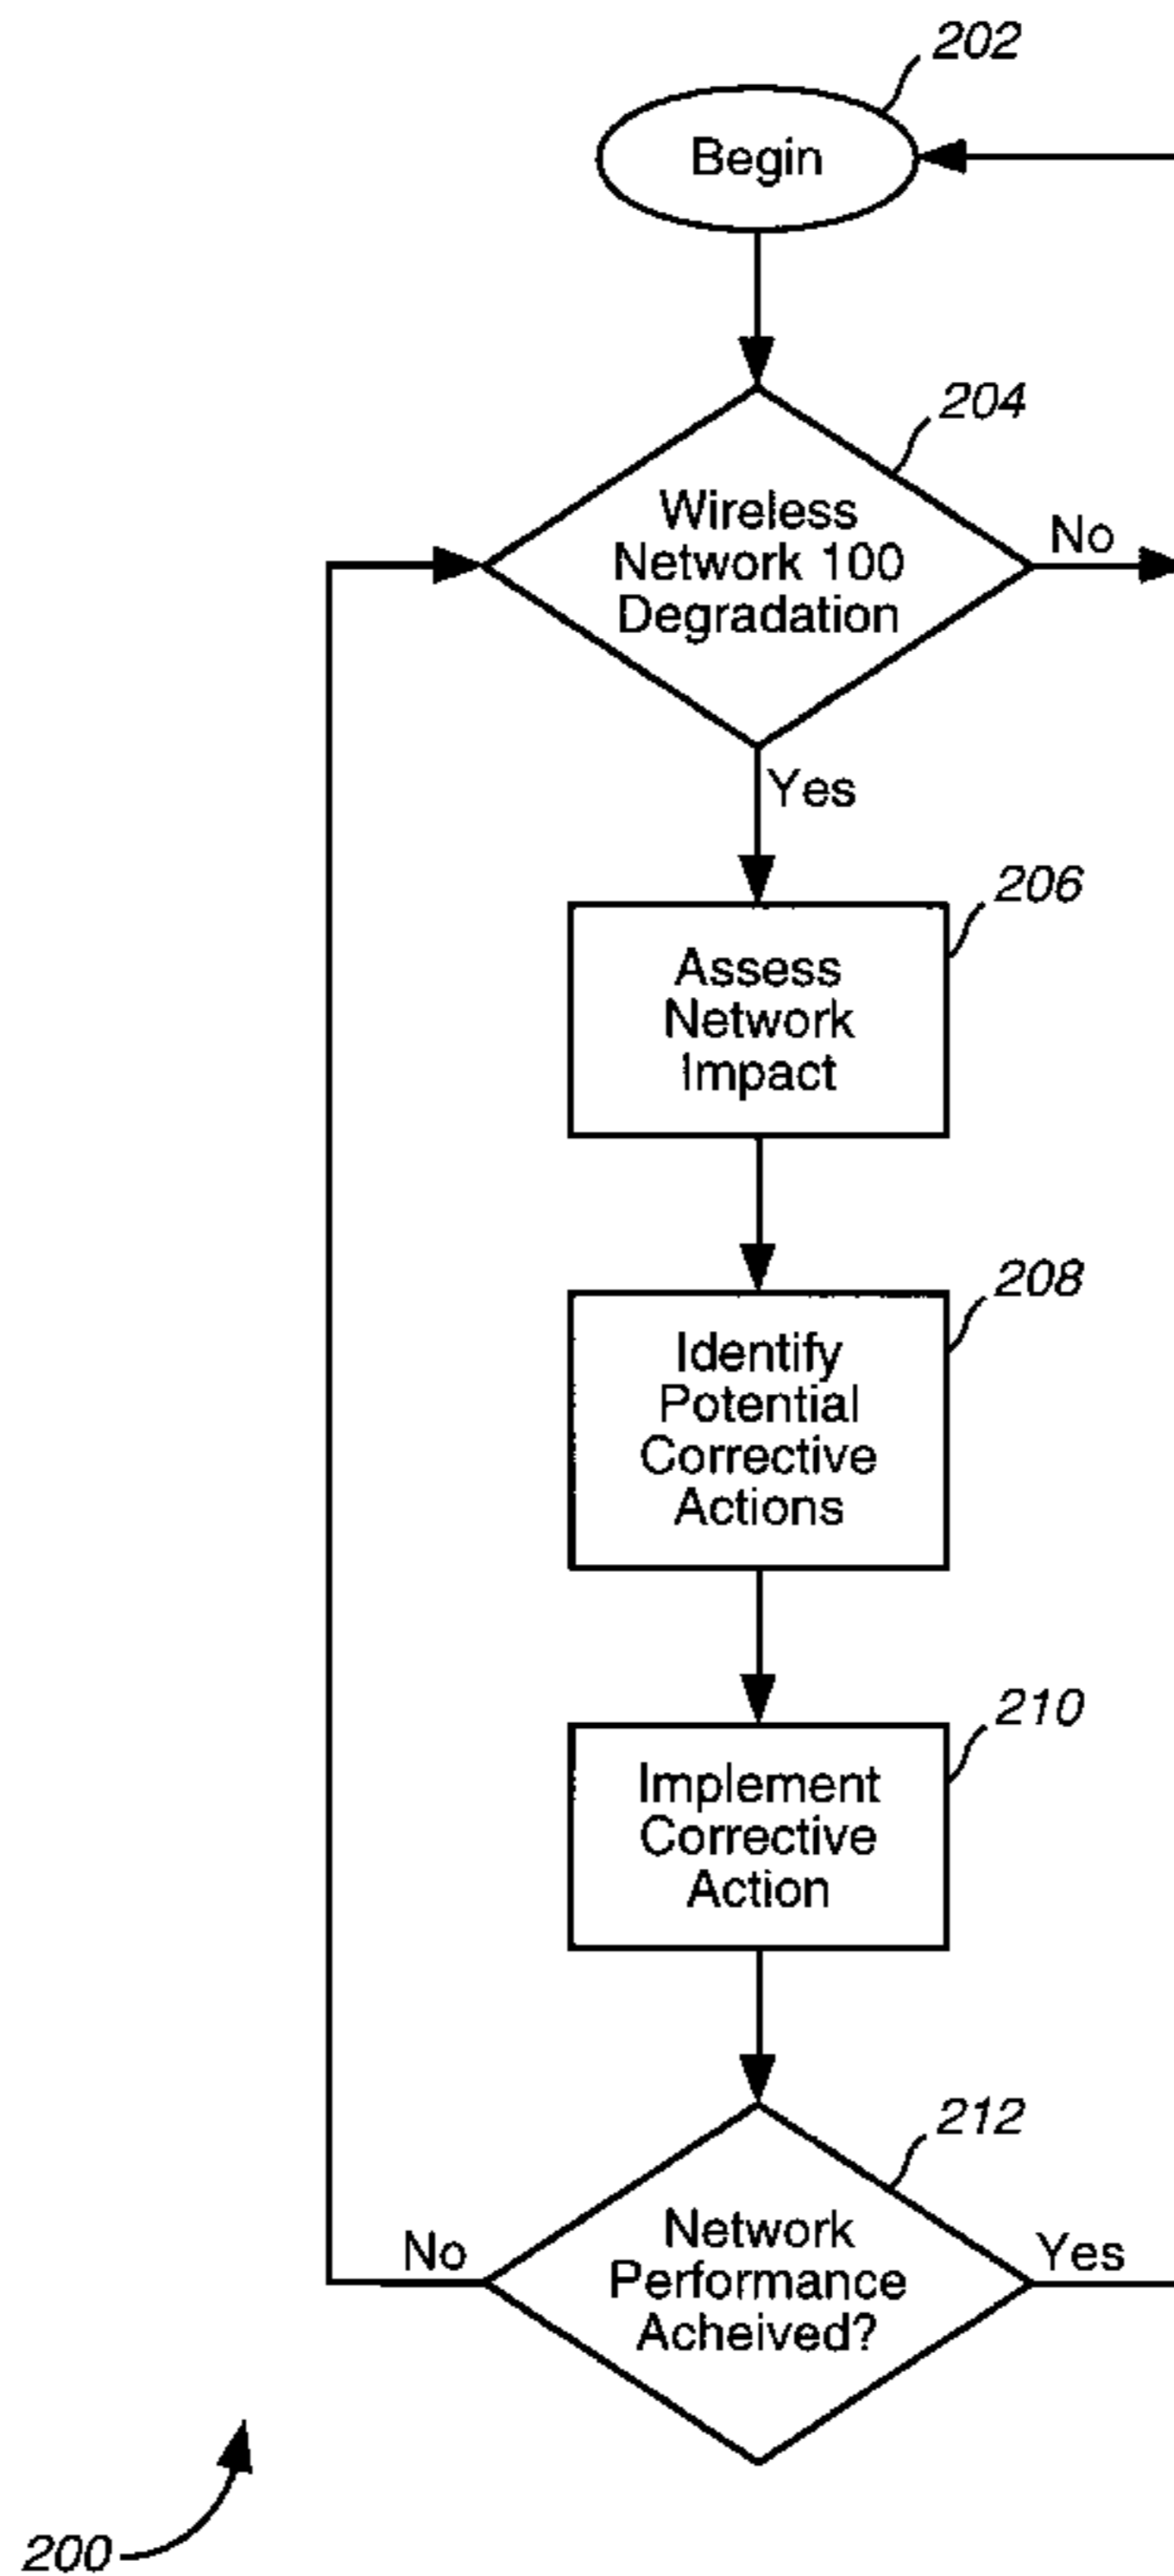 202
Begin
204
Wireless
Network 100
Degradation
No
Yes
206
Assess
Network
Impact
208
Identify
Potential
Corrective
Actions
210
Implement
Corrective
Action
212
Network
Performance
Acheived?
No
Yes
200